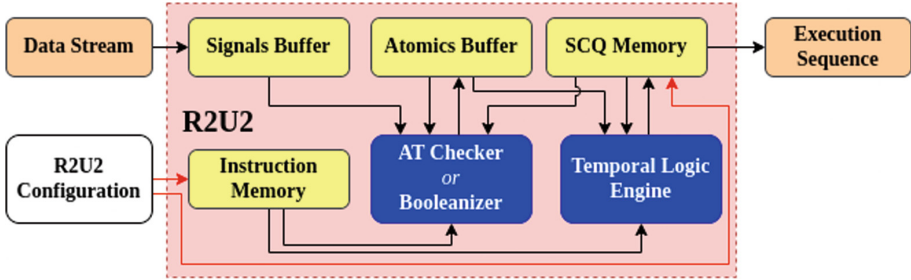 Data Stream
Signals Buffer
Atomics Buffer
SCQ Memory
Execution
Sequence
R2U2
R2U2
Configuration
Instruction
Memory
AT Checker
or
Booleanizer
Temporal Logic
Engine